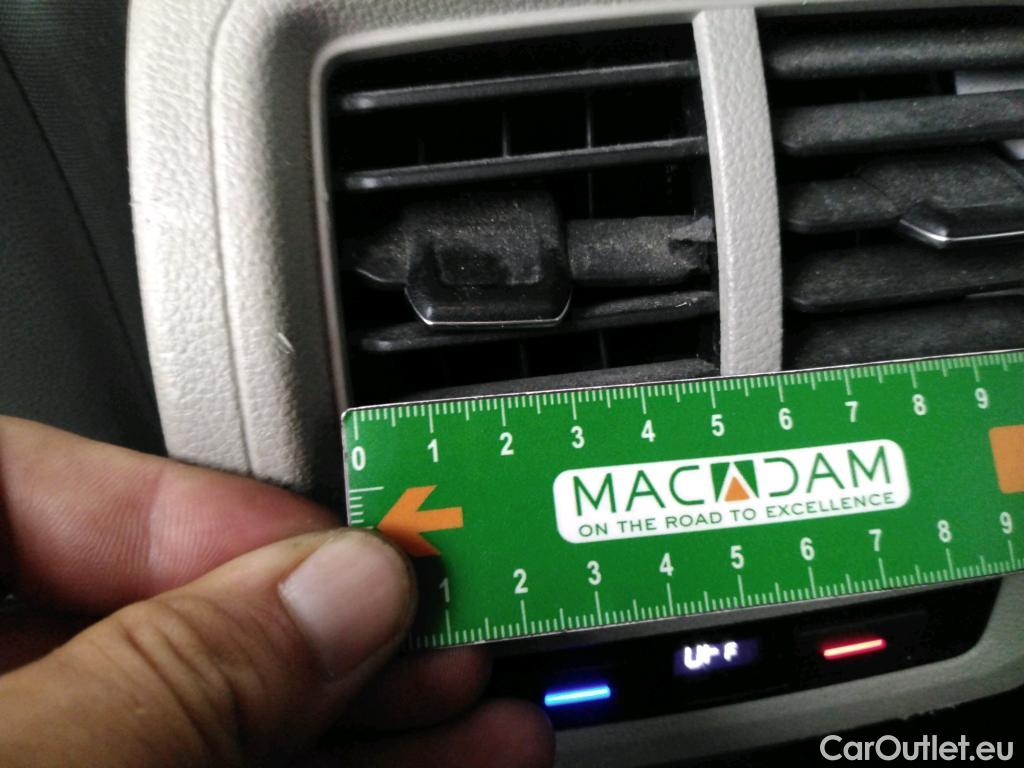 0 1 2 3 4 5 6 7 8 9
MACADAM
ON THE ROAD TO EXCELLENCE
1 2 3 4 5 6 7 8 9
CarOutlet.eu